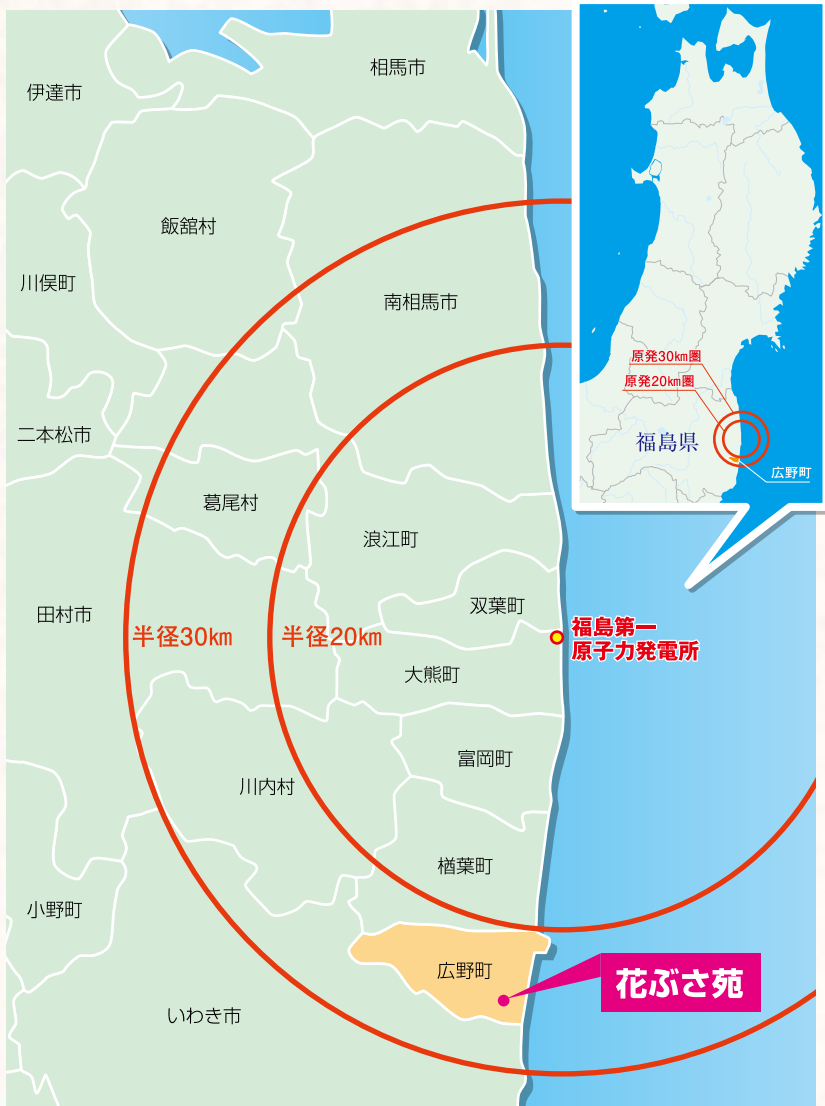 相馬市
伊達市
飯舘村
川俣町
南相馬市
二本松市
葛尾村
浪江町
双葉町
田村市
半径30km
半径20km
福島第一
原子力発電所
大熊町
富岡町
川内村
楢葉町
小野町
広野町
花ぶさ苑
いわき市
原発30km圏
原発20km圏
福島県
広野町